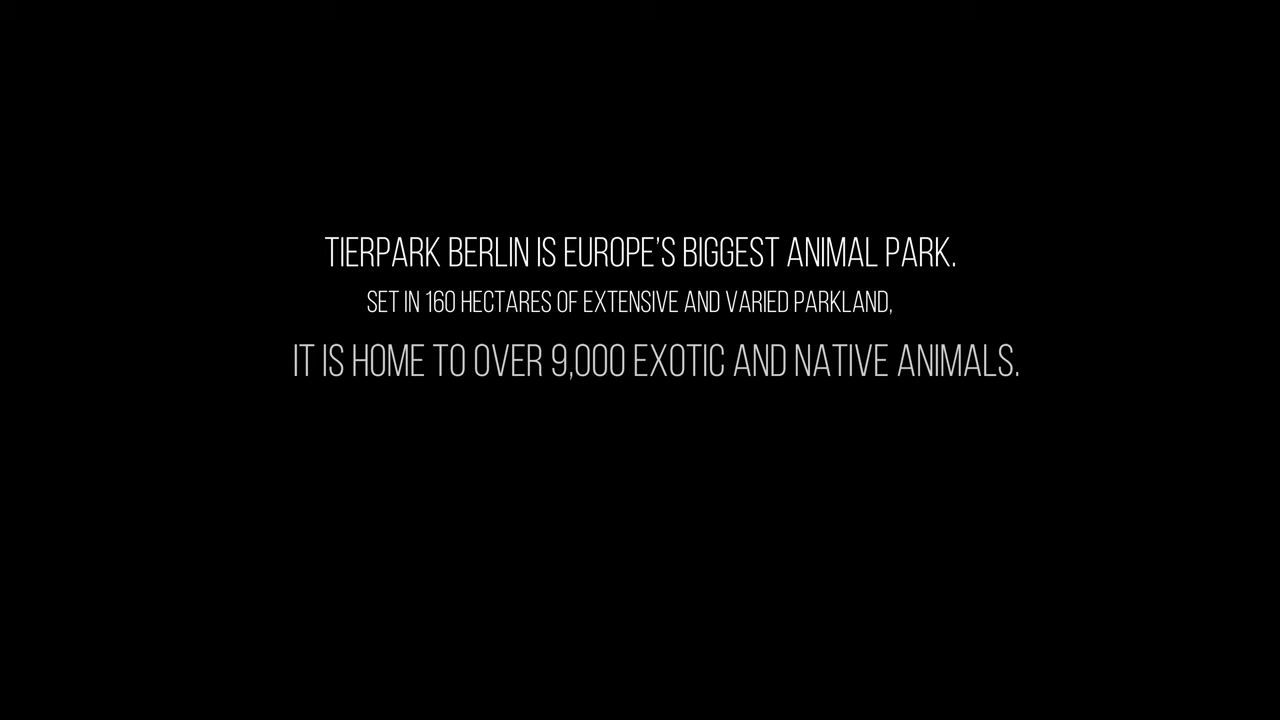 TIERPARK BERLIN IS EUROPE'S BIGGEST ANIMAL PARK.
SET IN 160 HECTARES OF EXTENSIVE AND VARIED PARKLAND,
IT IS HOME TO OVER 9,000 EXOTIC AND NATIVE ANIMALS.